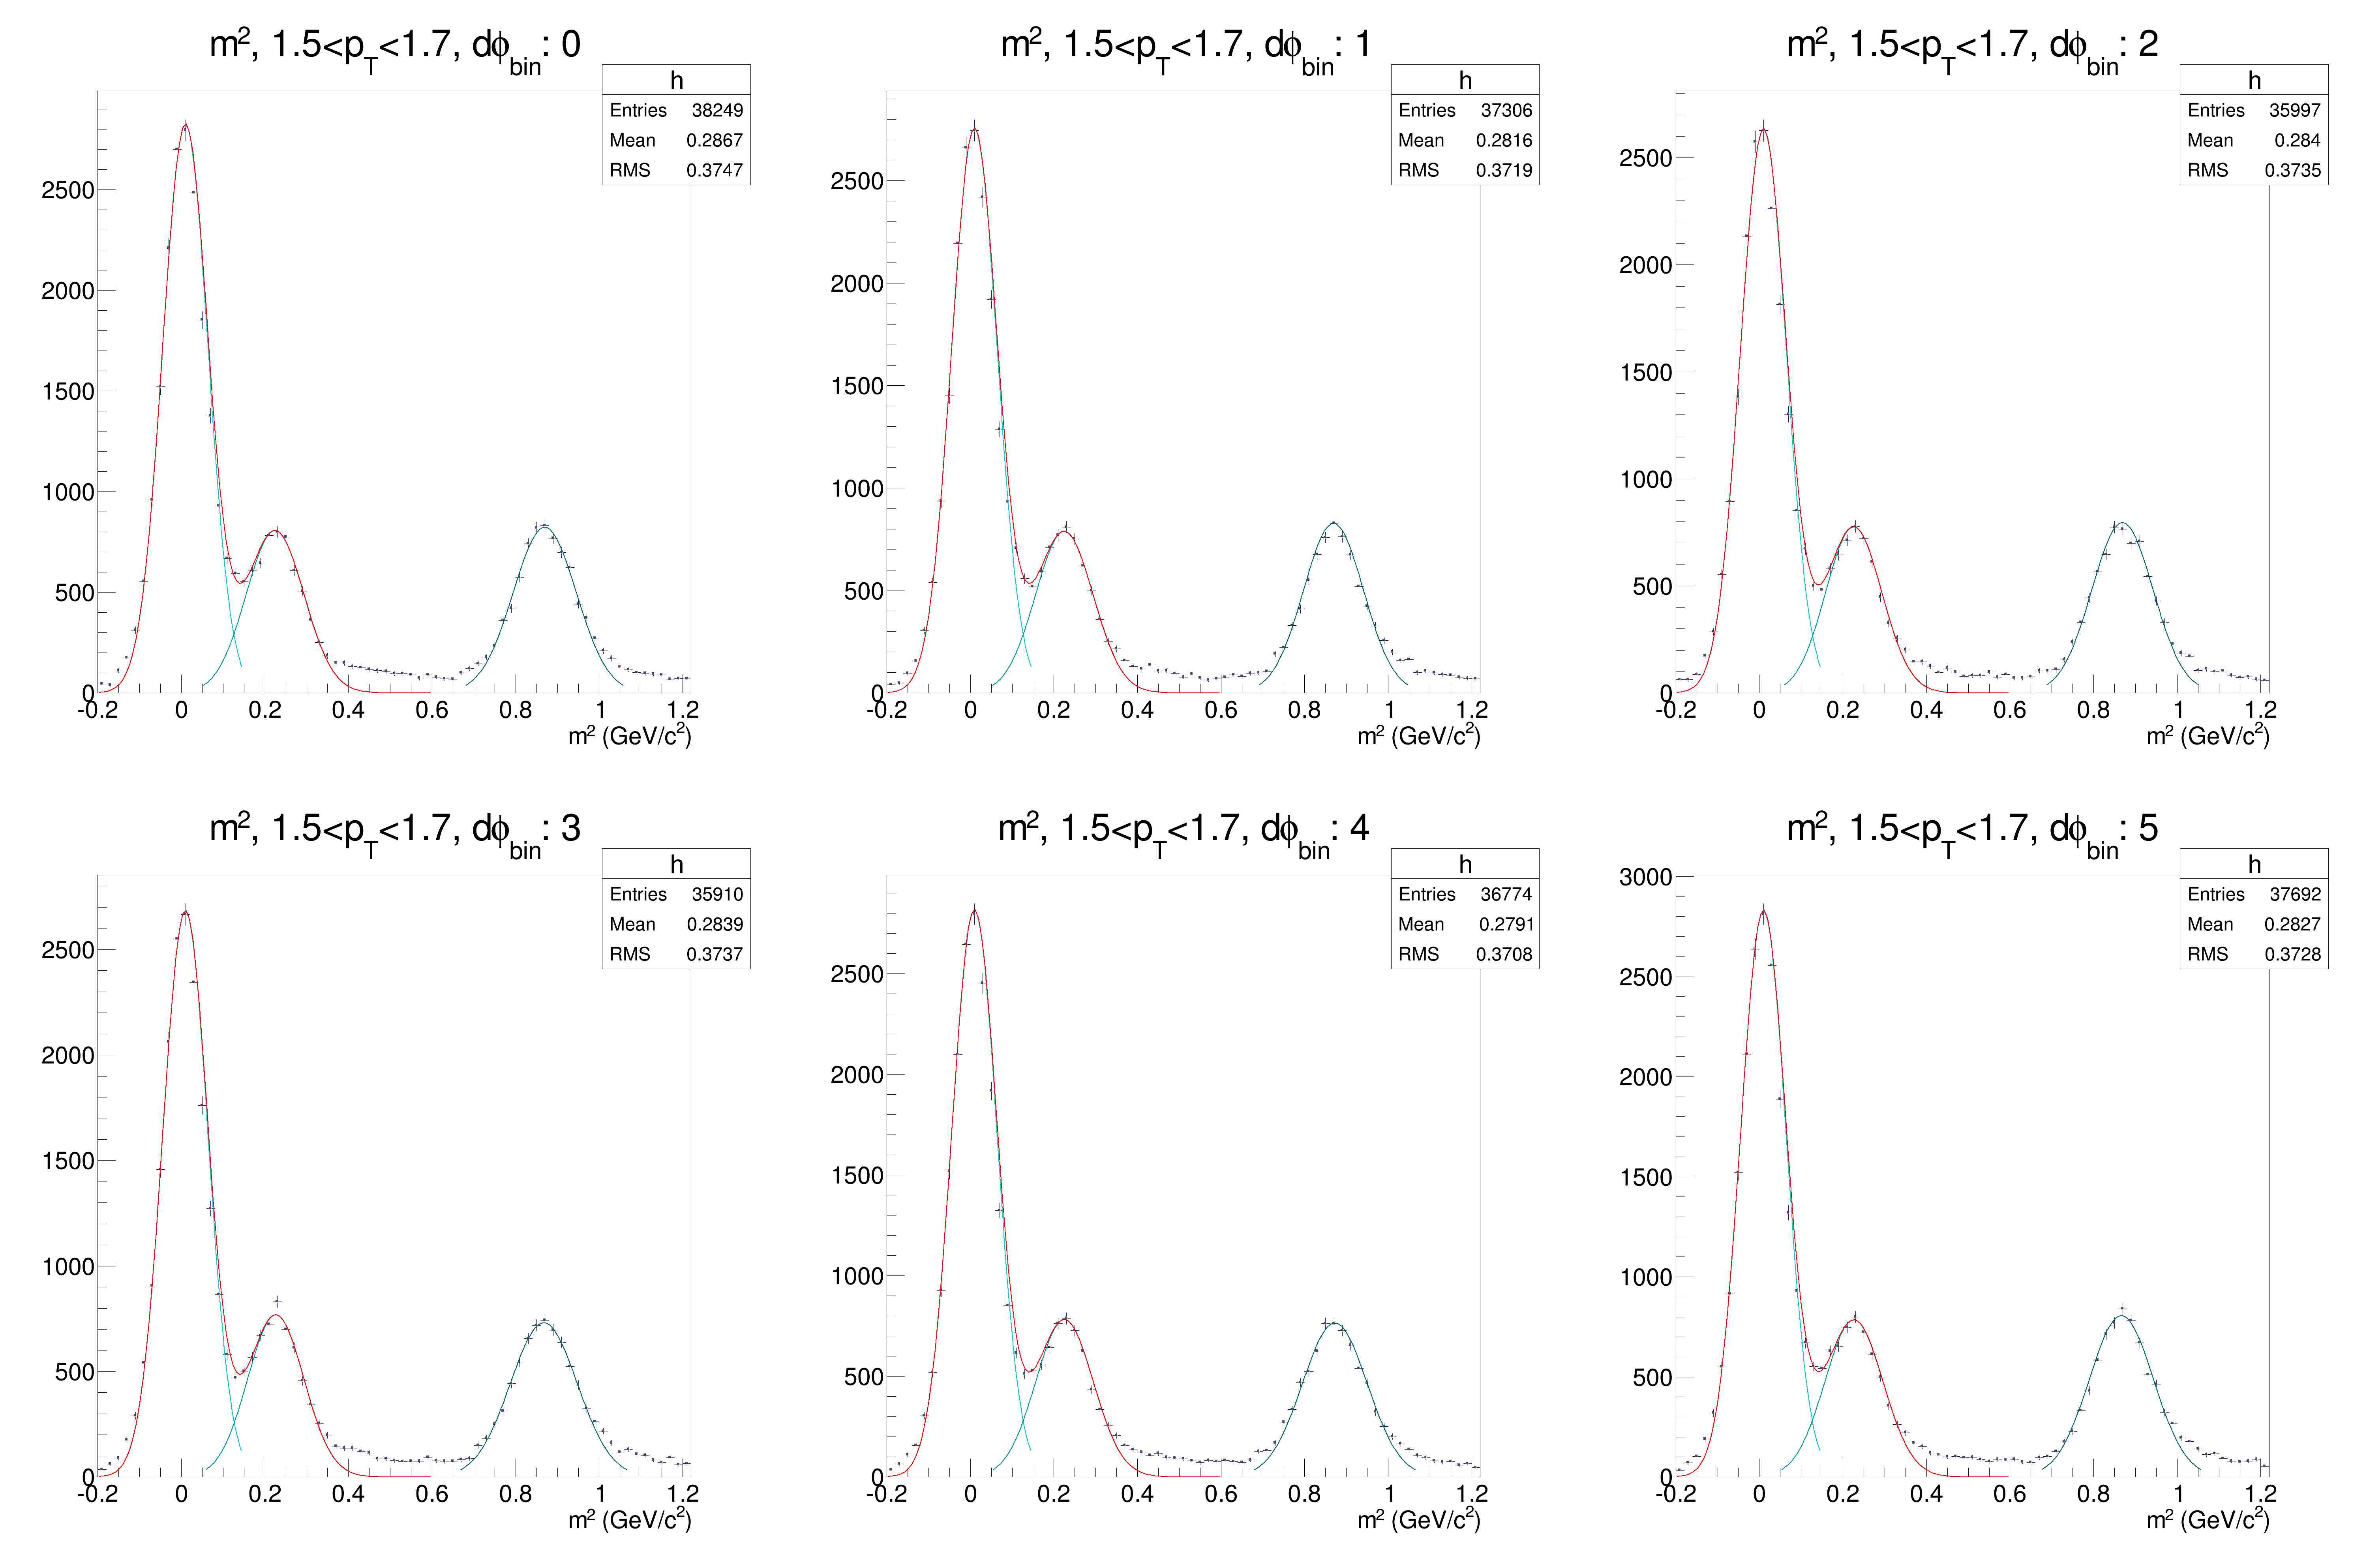 m², 1.5<p_T<1.7, dϕ_bin: 0
h
Entries 38249
Mean 0.2867
RMS 0.3747
2500
2000
1500
1000
500
0
-0.2 0 0.2 0.4 0.6 0.8 1 1.2
m² (GeV/c²)
m², 1.5<p_T<1.7, dϕ_bin: 1
h
Entries 37306
Mean 0.2816
RMS 0.3719
2500
2000
1500
1000
500
0
-0.2 0 0.2 0.4 0.6 0.8 1 1.2
m² (GeV/c²)
m², 1.5<p_T<1.7, dϕ_bin: 2
h
Entries 35997
Mean 0.284
RMS 0.3735
2500
2000
1500
1000
500
0
-0.2 0 0.2 0.4 0.6 0.8 1 1.2
m² (GeV/c²)
m², 1.5<p_T<1.7, dϕ_bin: 3
h
Entries 35910
Mean 0.2839
RMS 0.3737
2500
2000
1500
1000
500
0
-0.2 0 0.2 0.4 0.6 0.8 1 1.2
m² (GeV/c²)
m², 1.5<p_T<1.7, dϕ_bin: 4
h
Entries 36774
Mean 0.2791
RMS 0.3708
2500
2000
1500
1000
500
0
-0.2 0 0.2 0.4 0.6 0.8 1 1.2
m² (GeV/c²)
m², 1.5<p_T<1.7, dϕ_bin: 5
h
Entries 37692
Mean 0.2827
RMS 0.3728
3000
2500
2000
1500
1000
500
0
-0.2 0 0.2 0.4 0.6 0.8 1 1.2
m² (GeV/c²)